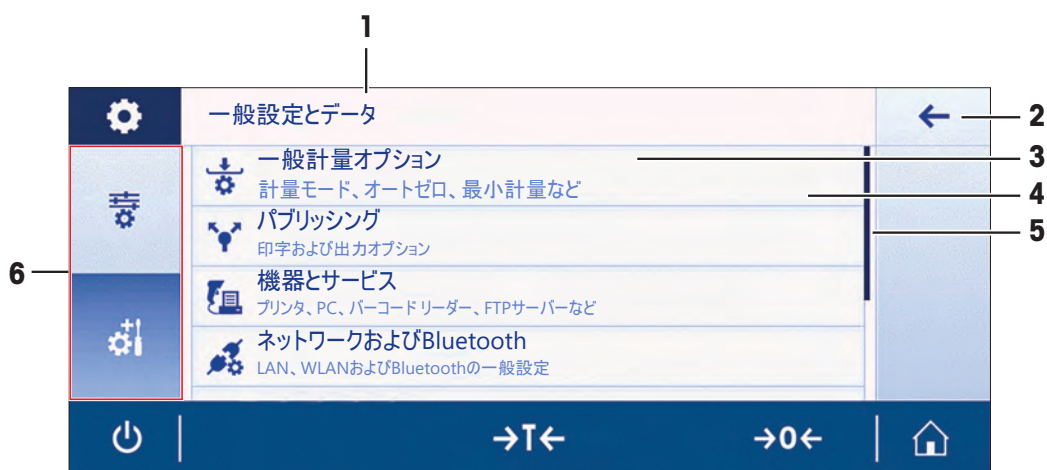 1
一般設定とデータ
2
一般計量オプション
3
計量モード、オートゼロ、最小計量など
4
パブリッシング
5
印字および出力オプション
6
機器とサービス
プリンタ、PC、バーコードリーダー、FTPサーバーなど
ネットワークおよびBluetooth
LAN、WLANおよびBluetoothの一般設定
→T←
→0←